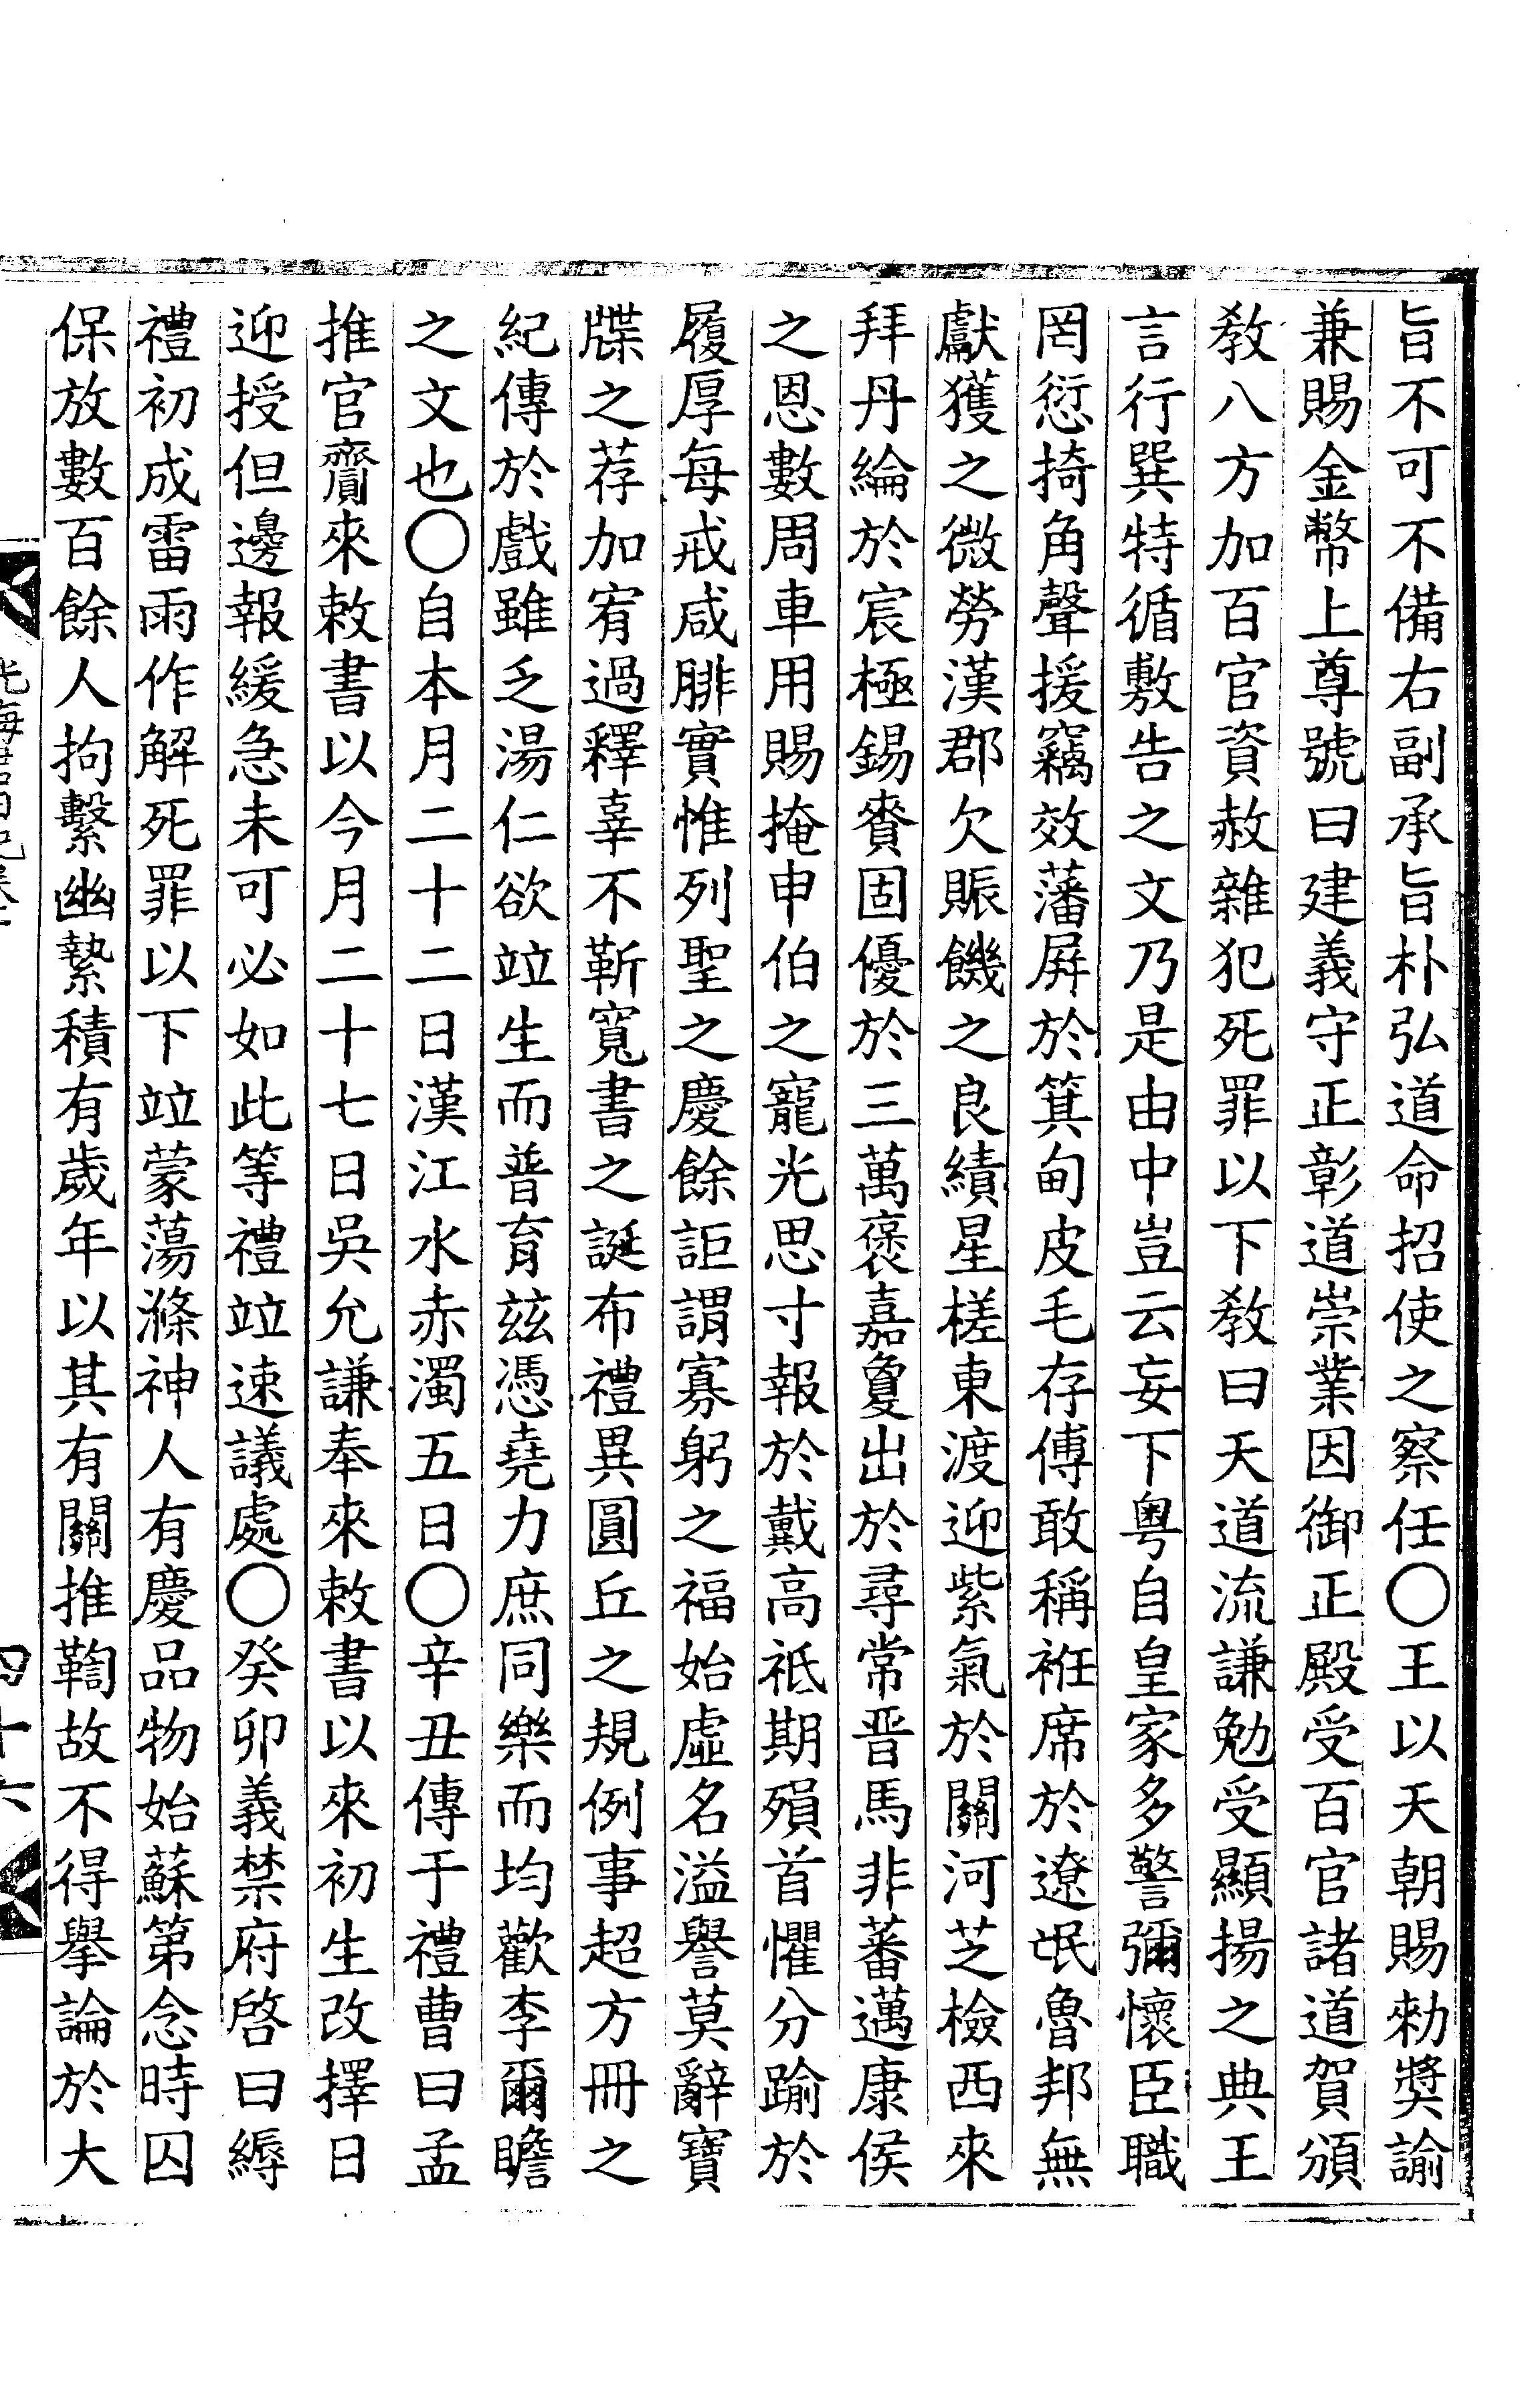 旨不可不備右副承旨朴弘道命招使之察任○王以天朝賜勑奬諭
兼賜金幣上尊號曰建義守正彰道崇業因御正殿受百官諸道賀頒
敎八方加百官資赦雜犯死罪以下敎曰天道流謙勉受顯揚之典王
言行巽特循敷告之文乃是由中豈云妄下粤自皇家多警彌懷臣職
罔愆掎角聲援竊效藩屛於箕甸皮毛存傅敢稱袵席於遼氓魯邦無
獻獲之微勞漢郡欠賑饑之良績星槎東渡迎紫氣於關河芝檢西來
拜丹綸於宸極錫賚固優於三萬褒嘉敻出於尋常晋馬非蕃邁康侯
之恩數周車用賜掩申伯之寵光思寸報於戴高祗期殞首懼分踰於
履厚每戒咸腓實惟列聖之慶餘詎謂寡躬之福始虛名溢譽莫辭寶
牒之荐加宥過釋辜不靳寬書之誕布禮異圓丘之規例事超方冊之
紀傳於戲雖乏湯仁欲竝生而普育玆憑堯力庶同樂而均歡李爾瞻
之文也○自本月二十二日漢江水赤濁五日○辛丑傳于禮曹曰孟
推官齎來敕書以今月二十七日吳允謙奉來敕書以來初生改擇日
迎授但邊報緩急未可必如此等禮竝速議處○癸卯義禁府啓曰縟
禮初成雷雨作解死罪以下竝蒙蕩滌神人有慶品物始蘇第念時囚
保放數百餘人拘繫幽縶積有歲年以其有關推鞫故不得擧論於大
光海君日記卷
四十六